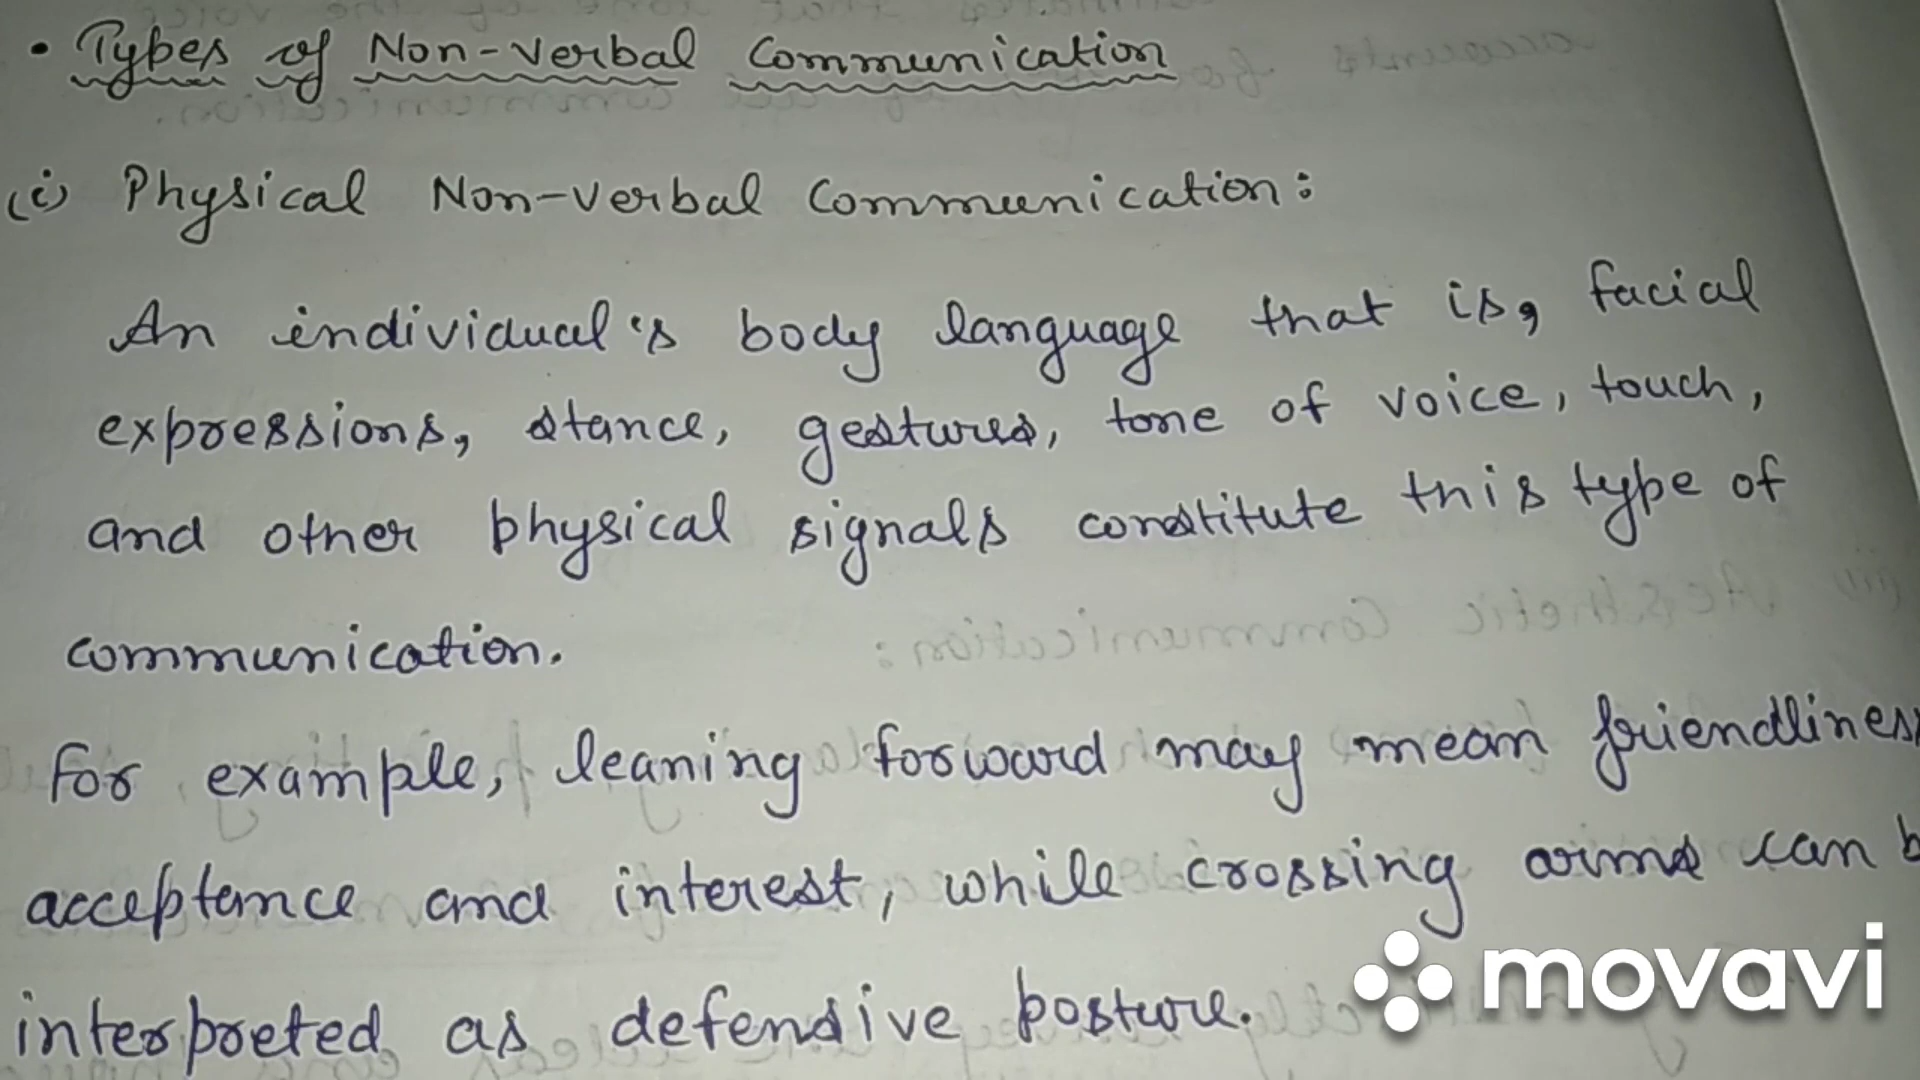 • Types of Non-Verbal Communication
(i) Physical Non-Verbal Communication:
An individual's body language that is, facial
expressions, stance, gestures, tone of voice, touch,
and other physical signals constitute this type of
communication.
For example, leaning forward may mean friendliness
acceptance and interest, while crossing arms can b
interpreted as defensive posture.
movavi